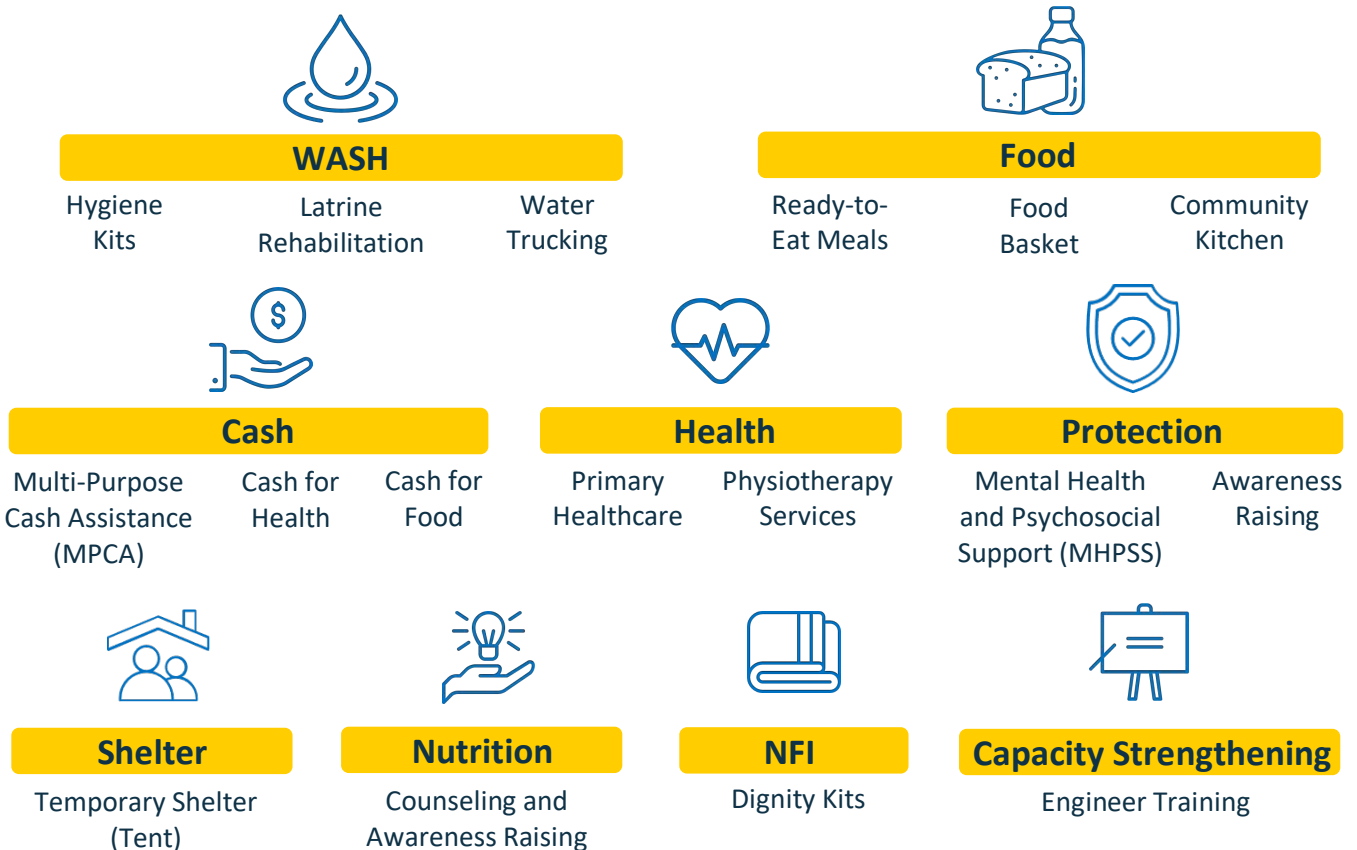 WASH
Hygiene
Kits
Latrine
Rehabilitation
Water
Trucking
Food
Ready-to-
Eat Meals
Food
Basket
Community
Kitchen
$
Cash
Multi-Purpose
Cash Assistance
(MPCA)
Cash for
Health
Cash for
Food
Health
Primary
Healthcare
Physiotherapy
Services
Protection
Mental Health
and Psychosocial
Support (MHPSS)
Awareness
Raising
Shelter
Temporary Shelter
(Tent)
Nutrition
Counseling and
Awareness Raising
NFI
Dignity Kits
Capacity Strengthening
Engineer Training